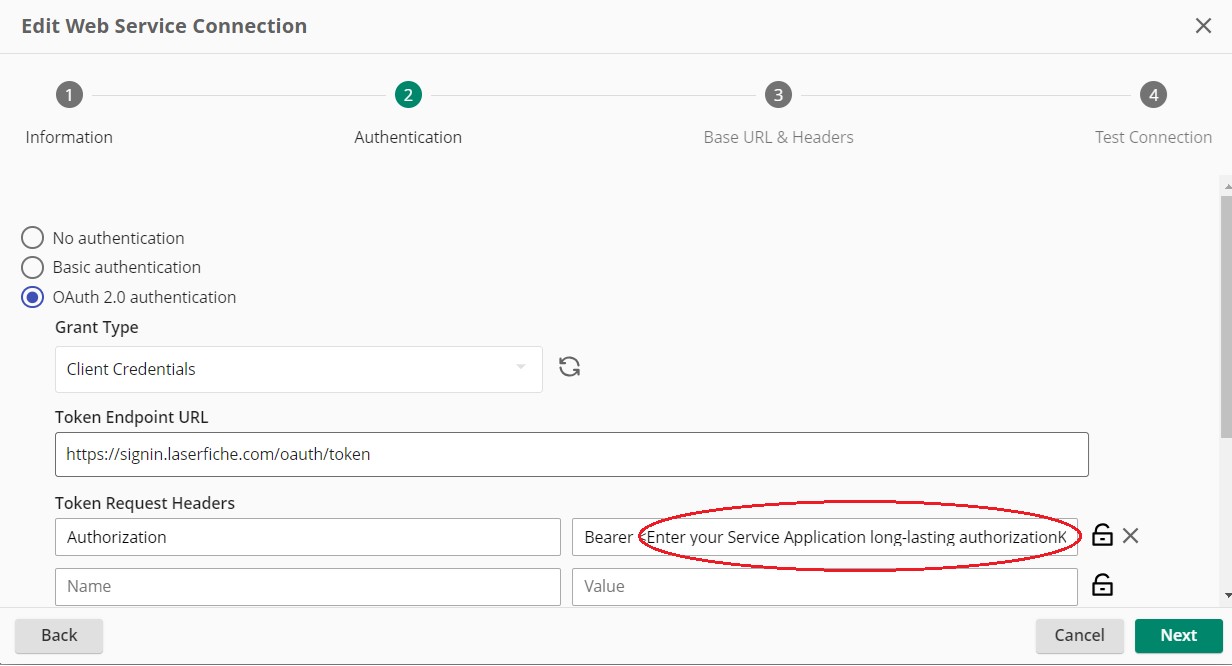 Edit Web Service Connection
1
2
3
4
Information
Authentication
Base URL & Headers
Test Connection
No authentication
Basic authentication
OAuth 2.0 authentication
Grant Type
Client Credentials
Token Endpoint URL
https://signin.laserfiche.com/oauth/token
Token Request Headers
Authorization
Bearer <Enter your Service Application long-lasting authorizationK
Name
Value
Back
Cancel
Next